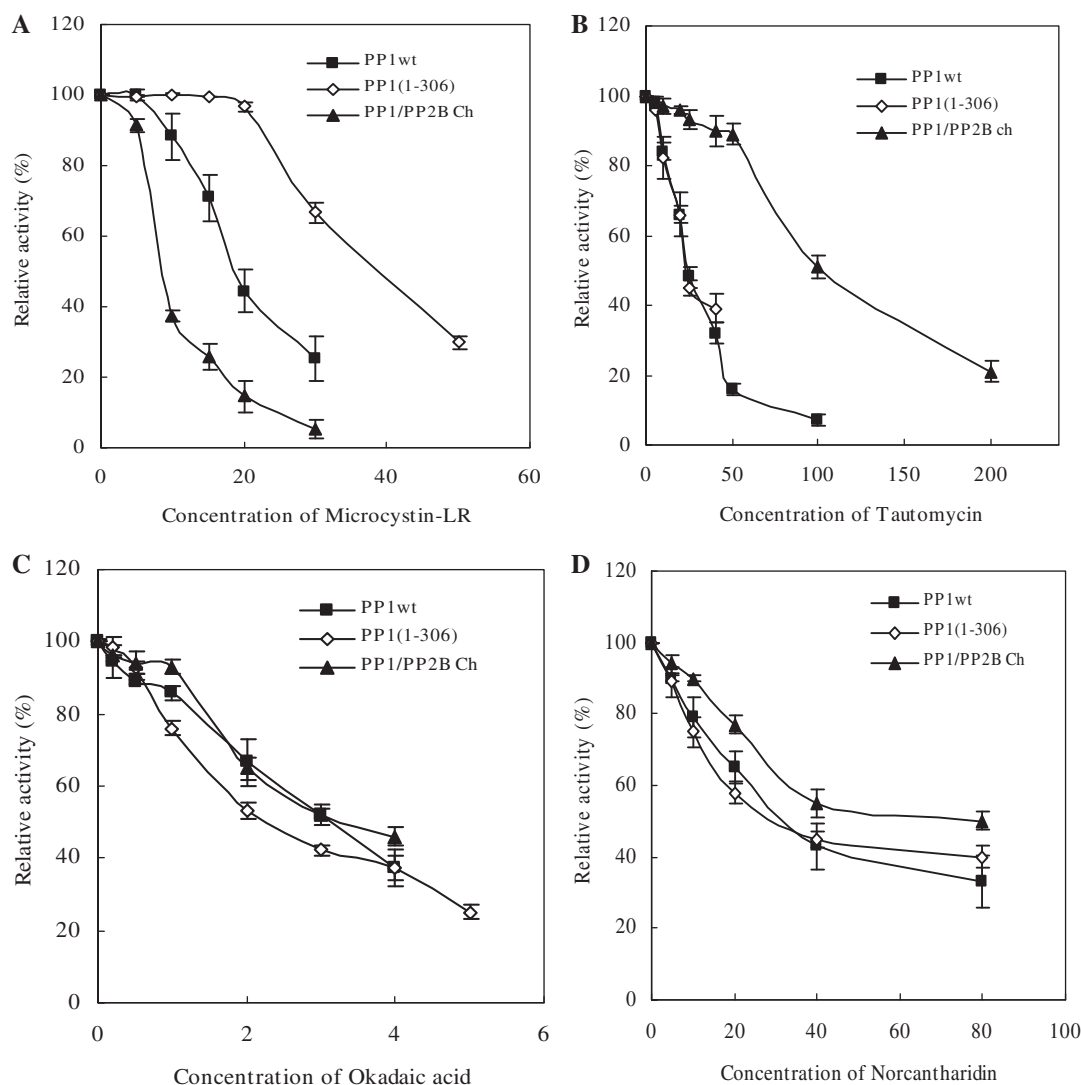 A
120
100
80
60
40
20
0
Relative activity (%)
PP1wt
PP1(1-306)
PP1/PP2B Ch
0 20 40 60
Concentration of Microcystin-LR
B
120
100
80
60
40
20
0
Relative activity (%)
PP1wt
PP1(1-306)
PP1/PP2B ch
0 50 100 150 200
Concentration of Tautomycin
C
120
100
80
60
40
20
0
Relative activity (%)
PP1wt
PP1(1-306)
PP1/PP2B Ch
0 2 4 6
Concentration of Okadaic acid
D
120
100
80
60
40
20
0
Relative activity (%)
PP1wt
PP1(1-306)
PP1/PP2B Ch
0 20 40 60 80 100
Concentration of Norcantharidin